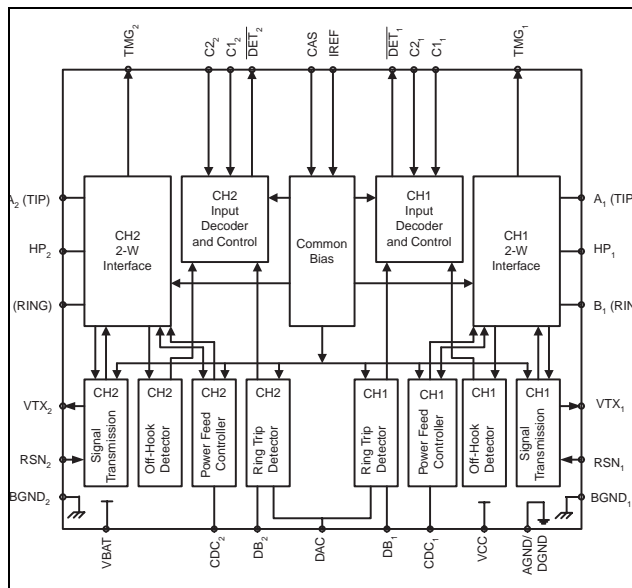 TMG2
C22
C12
DET2
CAS
IREF
DET1
C21
C11
TMG1
A2 (TIP)
HP2
(RING)
CH2
2-W
Interface
CH2
Input
Decoder
and Control
Common
Bias
CH1
Input
Decoder
and Control
CH1
2-W
Interface
A1 (TIP
HP1
B1 (RIN
VTX2
RSN2
BGND2
CH2
Signal
Transmission
CH2
Off-Hook
Detector
CH2
Power Feed
Controller
CH2
Ring Trip
Detector
CH1
Ring Trip
Detector
CH1
Power Feed
Controller
CH1
Off-Hook
Detector
CH1
Signal
Transmission
VTX1
RSN1
BGND1
VBAT
CDC2
DB2
DAC
DB1
CDC1
VCC
AGND/
DGND